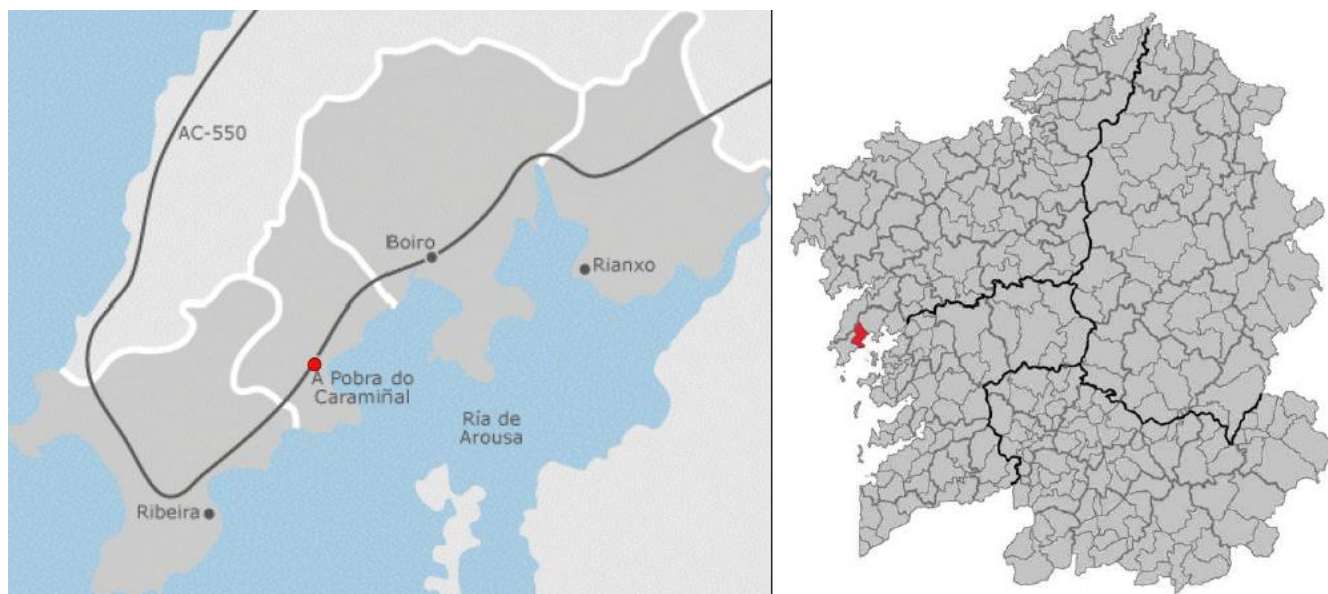 AC-550
Boiro
Rianxo
A Pobra do
Caramiñal
Ría de
Arousa
Ribeira